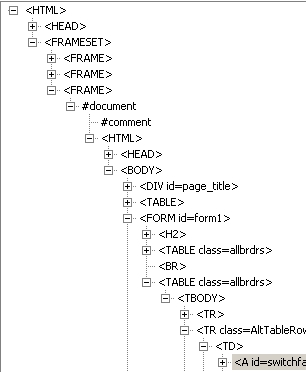 <HTML>
<HEAD>
<FRAMESET>
<FRAME>
<FRAME>
<FRAME>
#document
#comment
<HTML>
<HEAD>
<BODY>
<DIV id=page_title>
<TABLE>
<FORM id=form1>
<H2>
<TABLE class=allbrdrs>
<BR>
<TABLE class=allbrdrs>
<TBODY>
<TR>
<TR class=AltTableRow
<TD>
<A id=switchfa